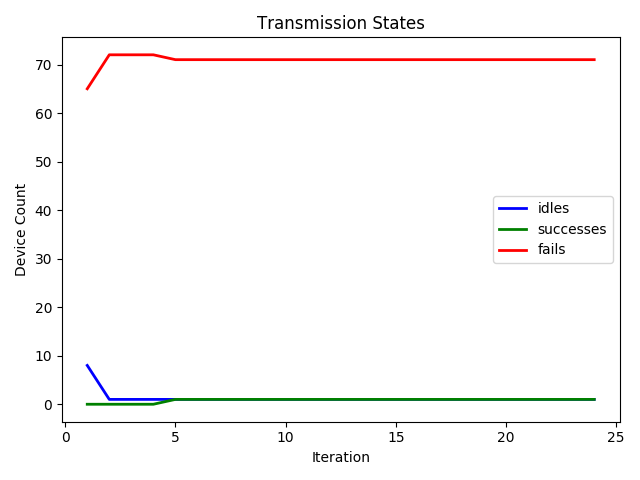 Transmission States
70
60
50
40
30
20
10
0
Device Count
idles
successes
fails
0 5 10 15 20 25
Iteration